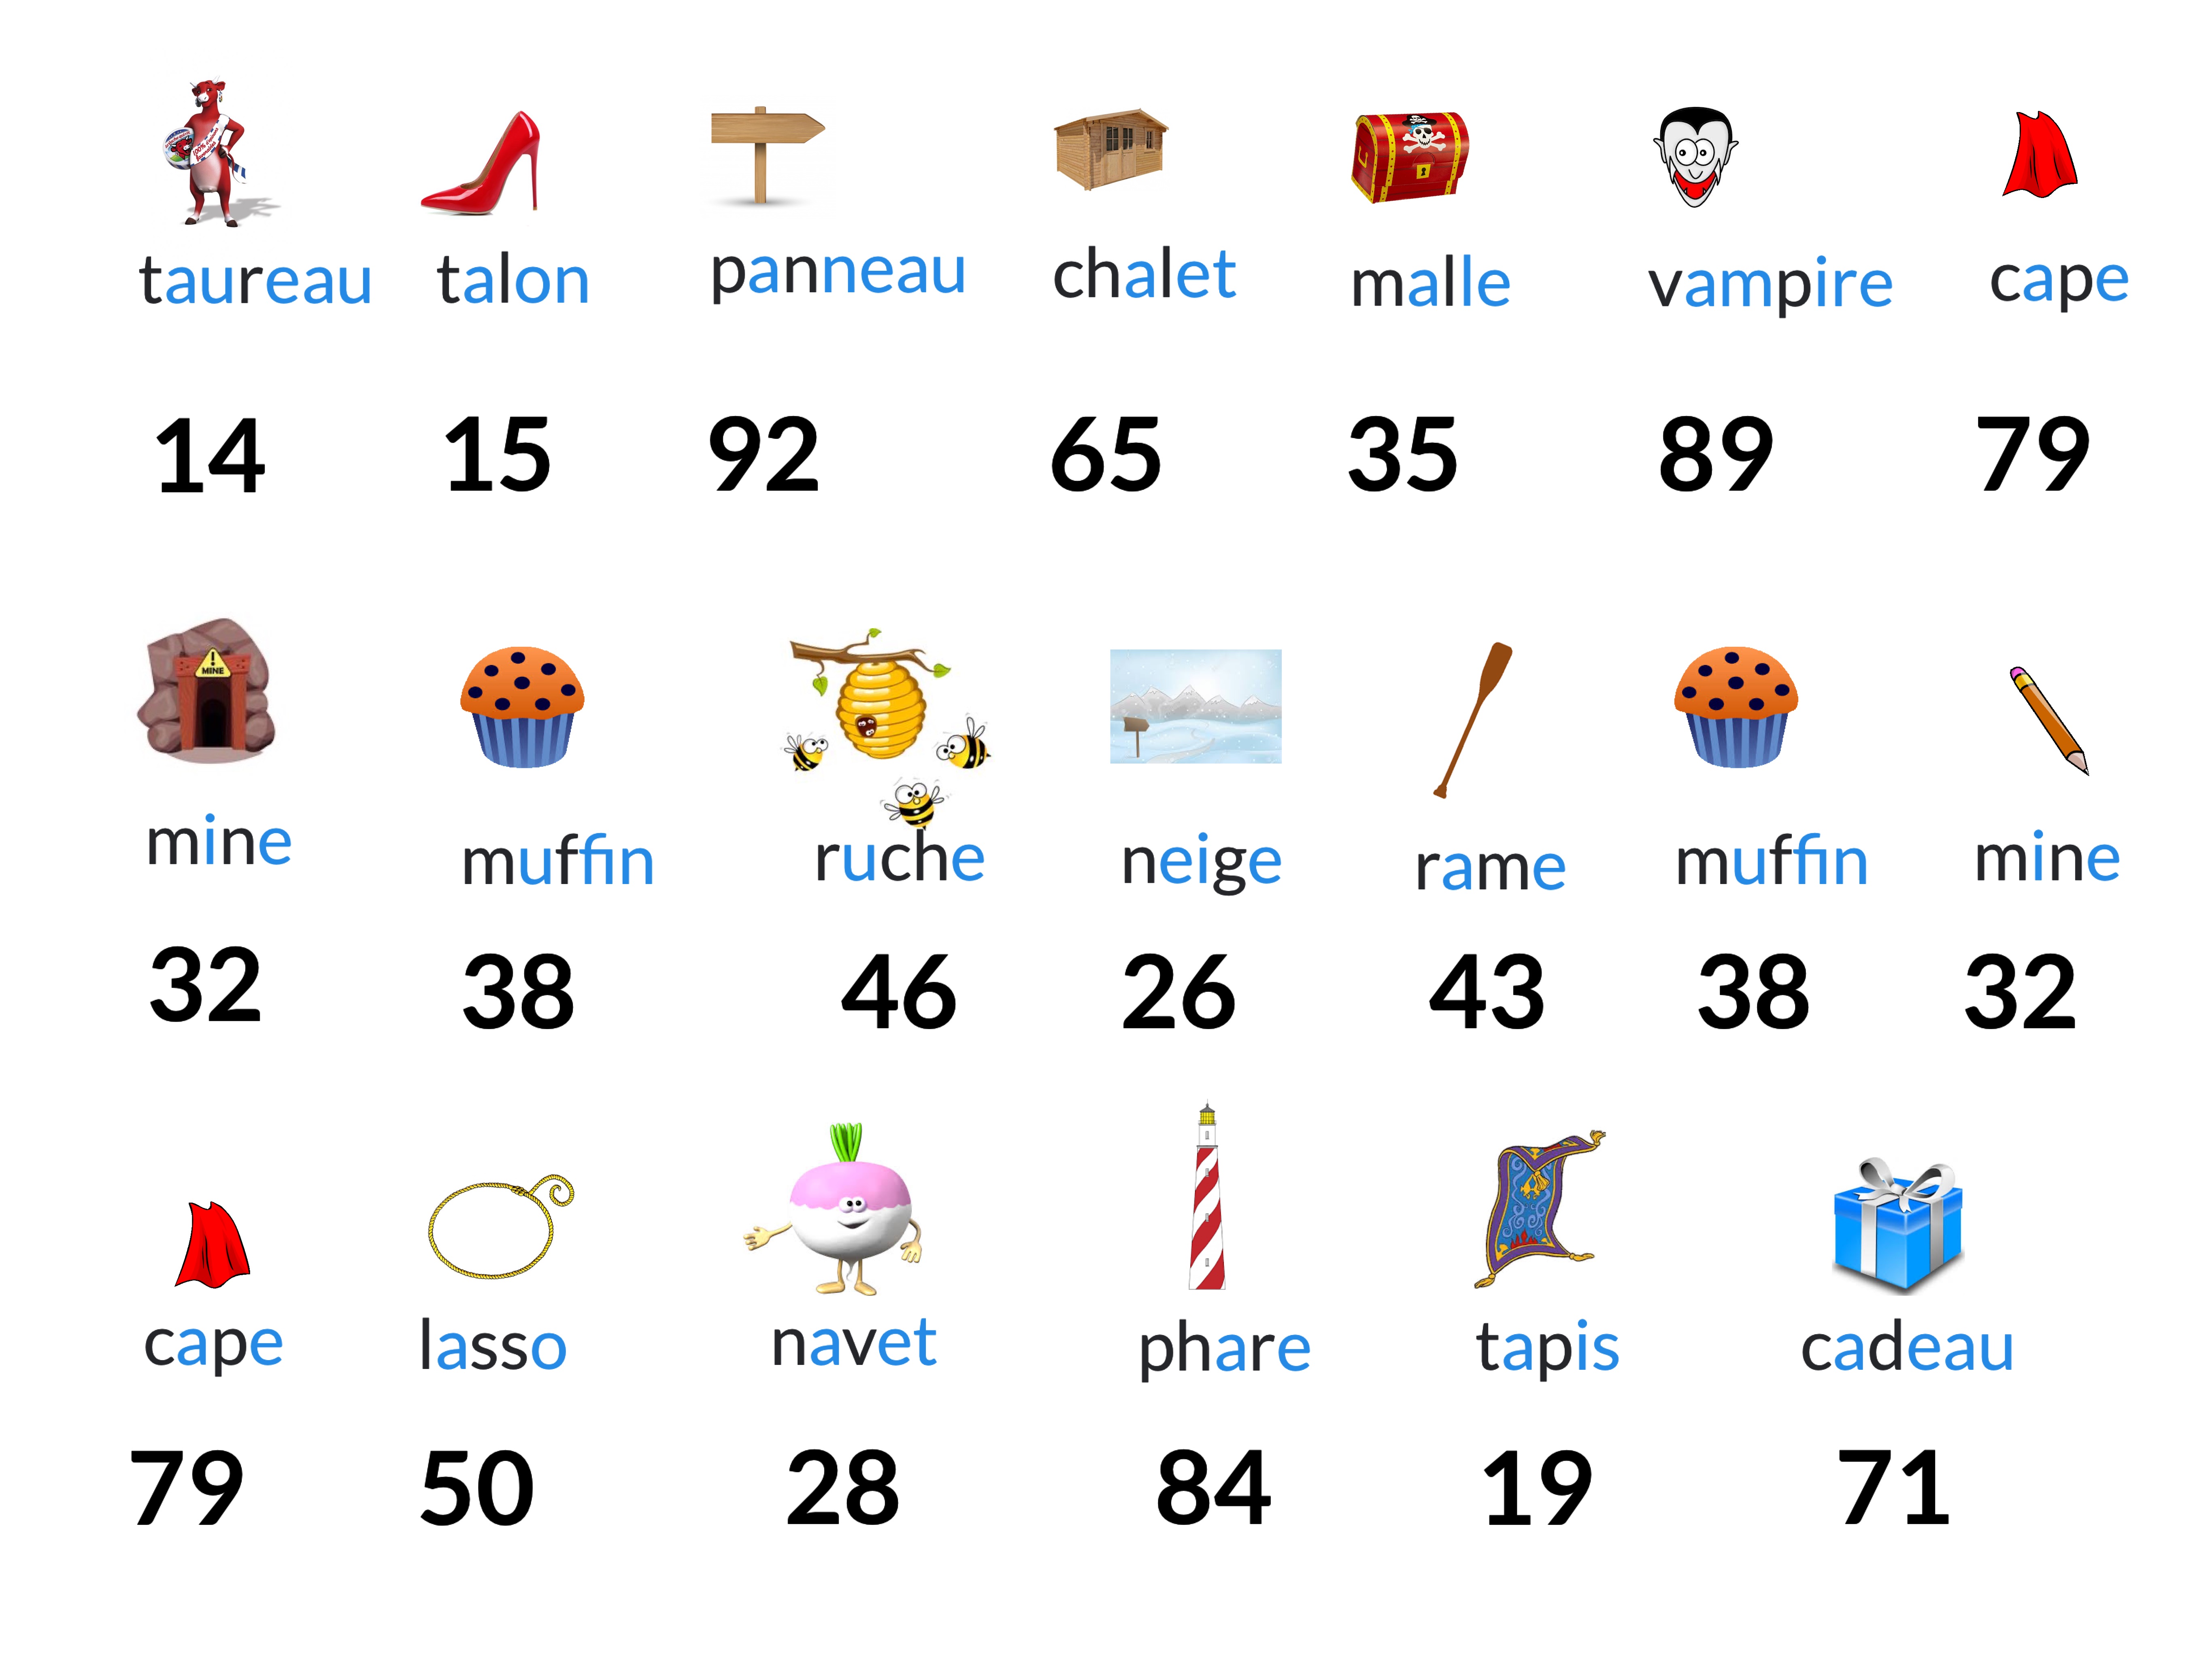 taureau talon panneau chalet malle vampire cape
14 15 92 65 35 89 79
MINE
mine muffin ruche neige rame muffin mine
32 38 46 26 43 38 32
cape lasso navet phare tapis cadeau
79 50 28 84 19 71